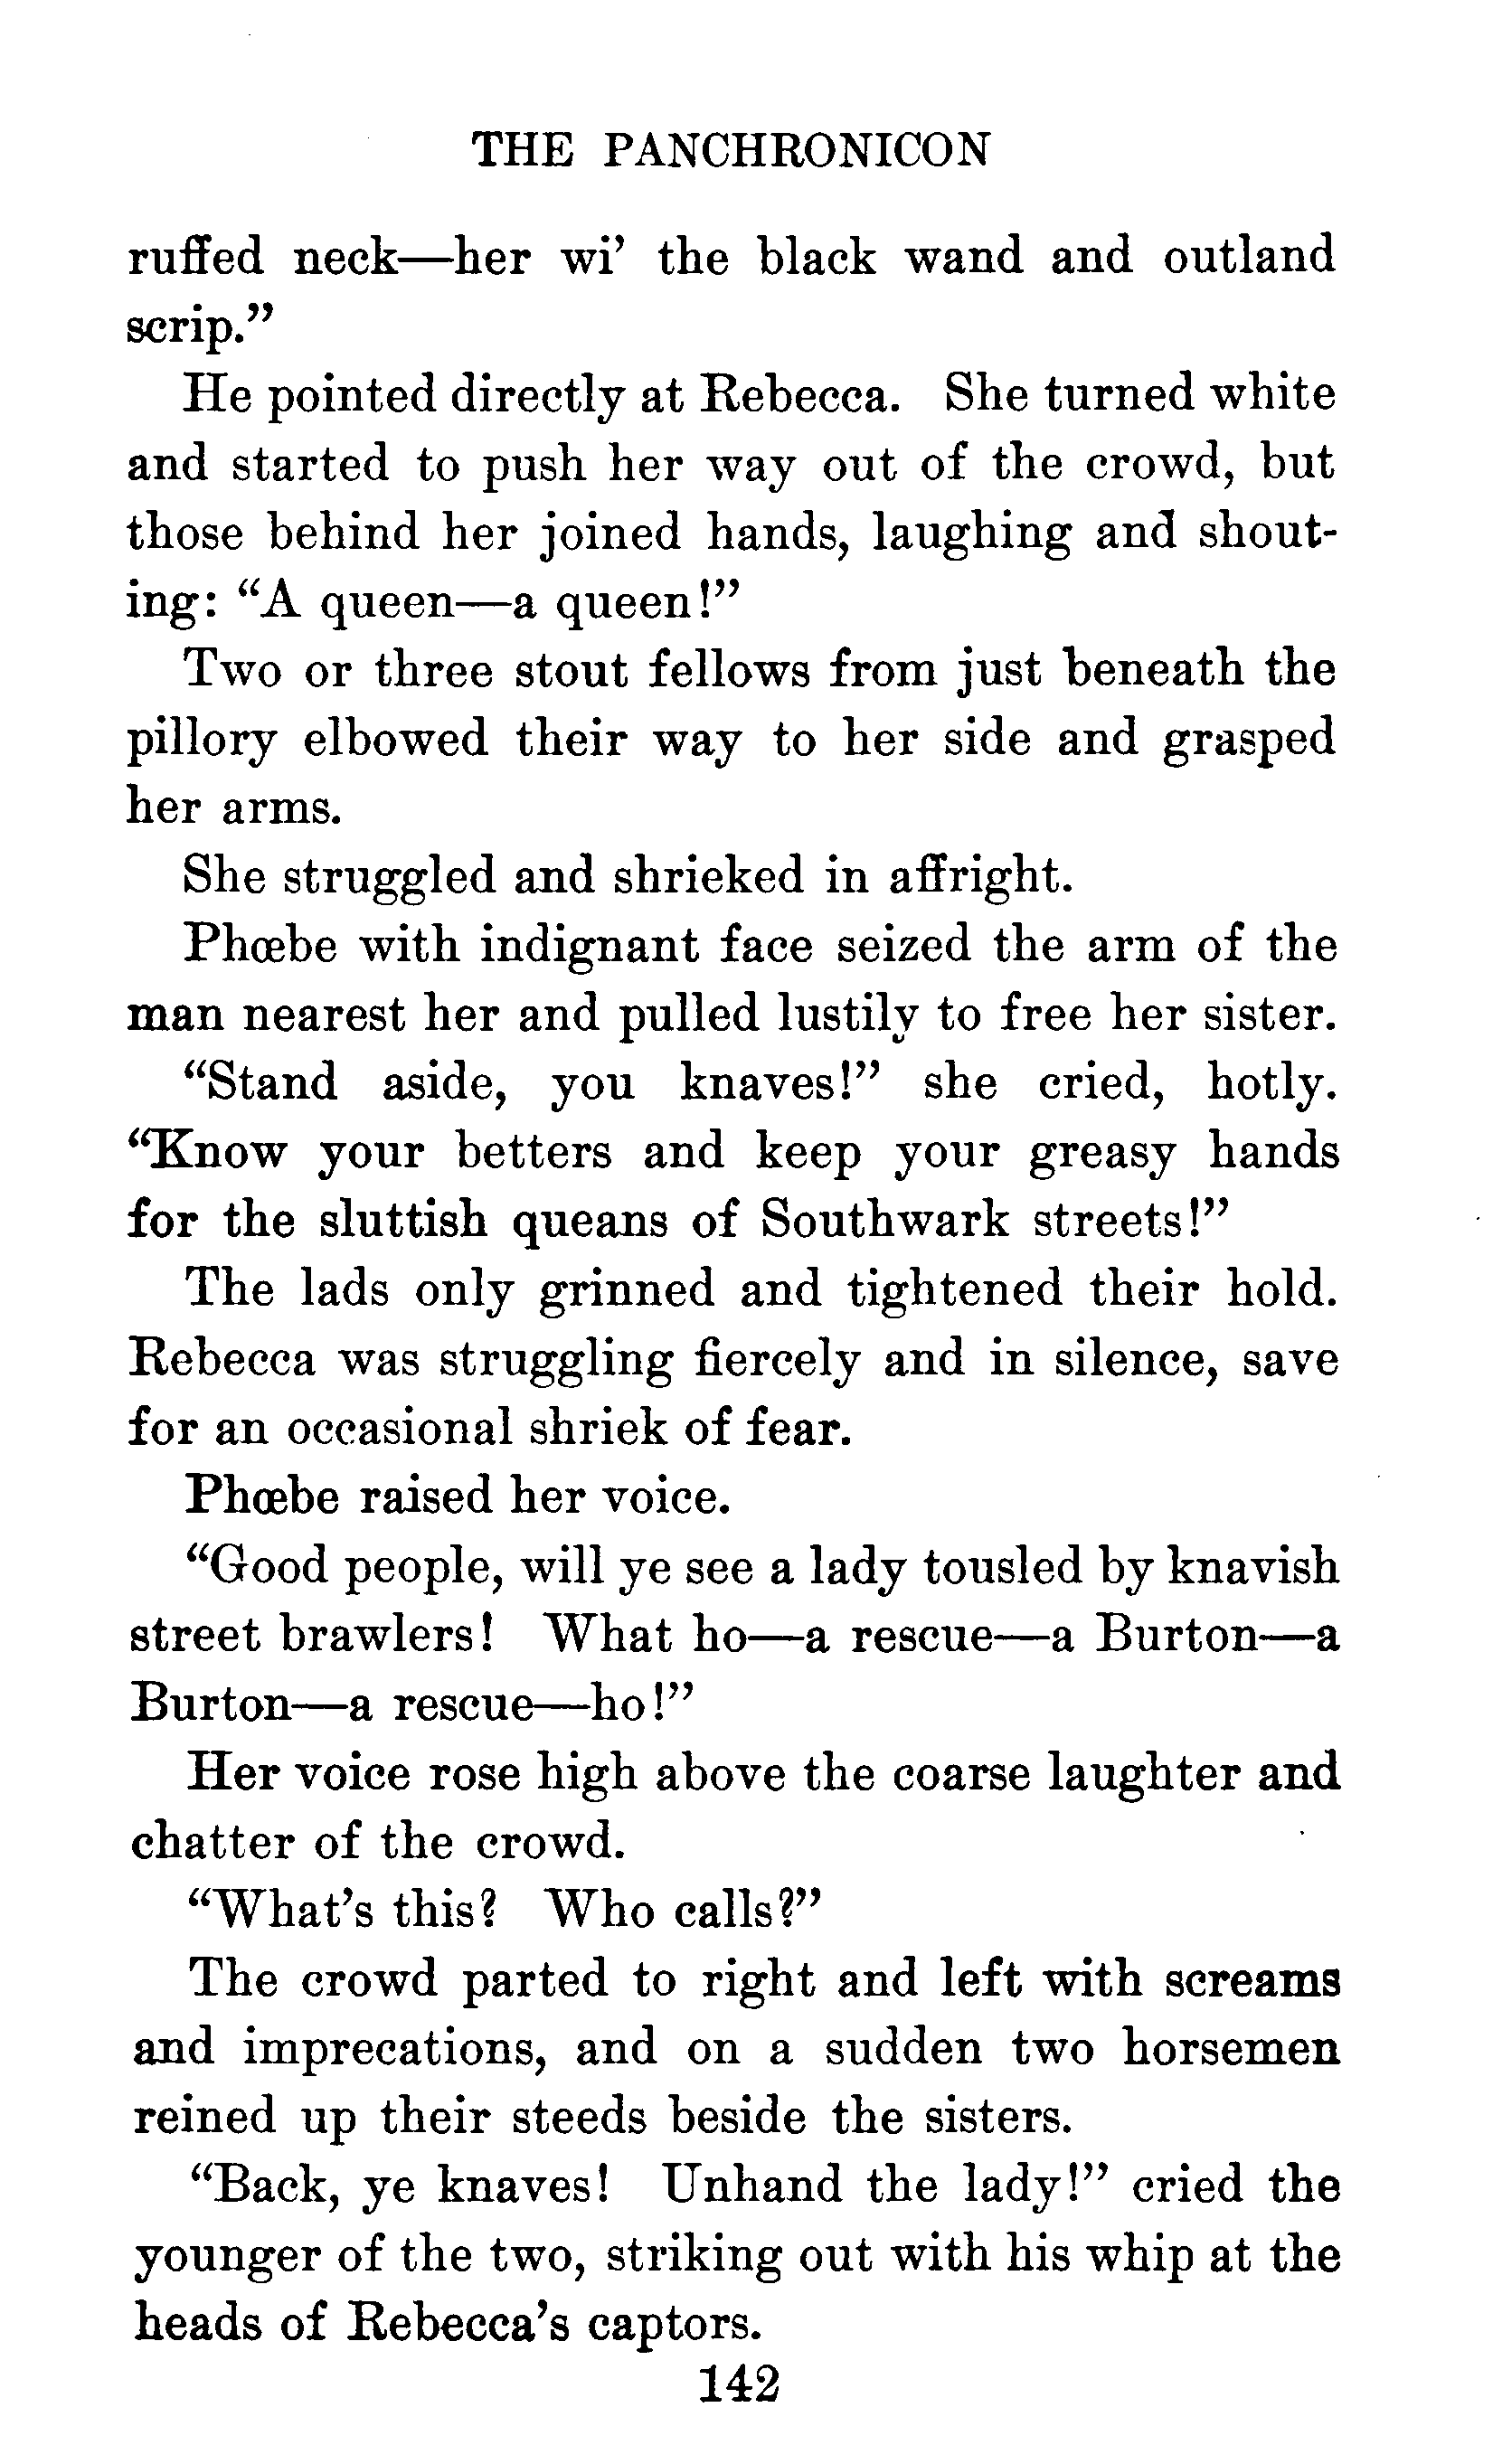 THE PANCHRONICON
ruffed neck—her wi' the black wand and outland
scrip."
He pointed directly at Rebecca. She turned white
and started to push her way out of the crowd, but
those behind her joined hands, laughing and shout-
ing: "A queen—a queen!"
Two or three stout fellows from just beneath the
pillory elbowed their way to her side and grasped
her arms.
She struggled and shrieked in affright.
Phœbe with indignant face seized the arm of the
man nearest her and pulled lustily to free her sister.
"Stand aside, you knaves!" she cried, hotly.
"Know your betters and keep your greasy hands
for the sluttish queans of Southwark streets!"
The lads only grinned and tightened their hold.
Rebecca was struggling fiercely and in silence, save
for an occasional shriek of fear.
Phœbe raised her voice.
"Good people, will ye see a lady tousled by knavish
street brawlers! What ho—a rescue—a Burton—a
Burton—a rescue—ho!"
Her voice rose high above the coarse laughter and
chatter of the crowd.
"What's this? Who calls?"
The crowd parted to right and left with screams
and imprecations, and on a sudden two horsemen
reined up their steeds beside the sisters.
"Back, ye knaves! Unhand the lady!" cried the
younger of the two, striking out with his whip at the
heads of Rebecca's captors.
142